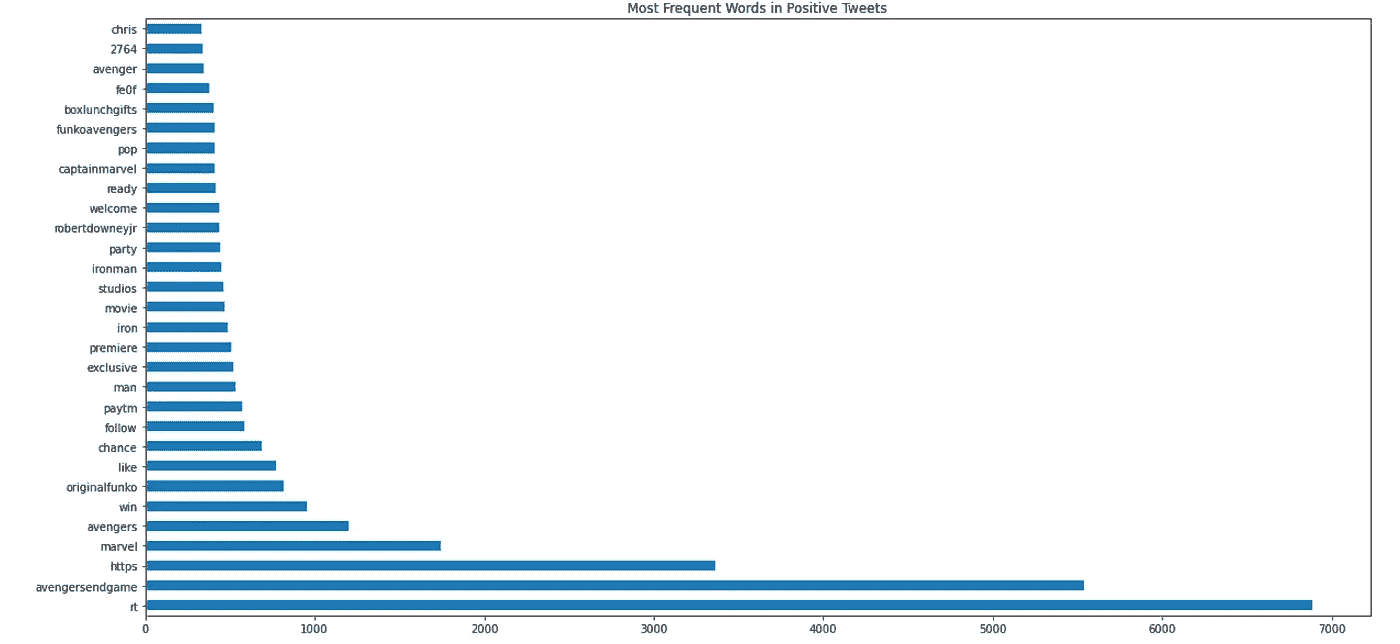 Most Frequent Words in Positive Tweets
chris
2764
avenger
fe0f
boxlunchgifts
funkoavengers
pop
captainmarvel
ready
welcome
robertdowneyjr
party
ironman
studios
movie
iron
premiere
exclusive
man
paytm
follow
chance
like
originalfunko
win
avengers
marvel
https
avengersendgame
rt
0 1000 2000 3000 4000 5000 6000 7000